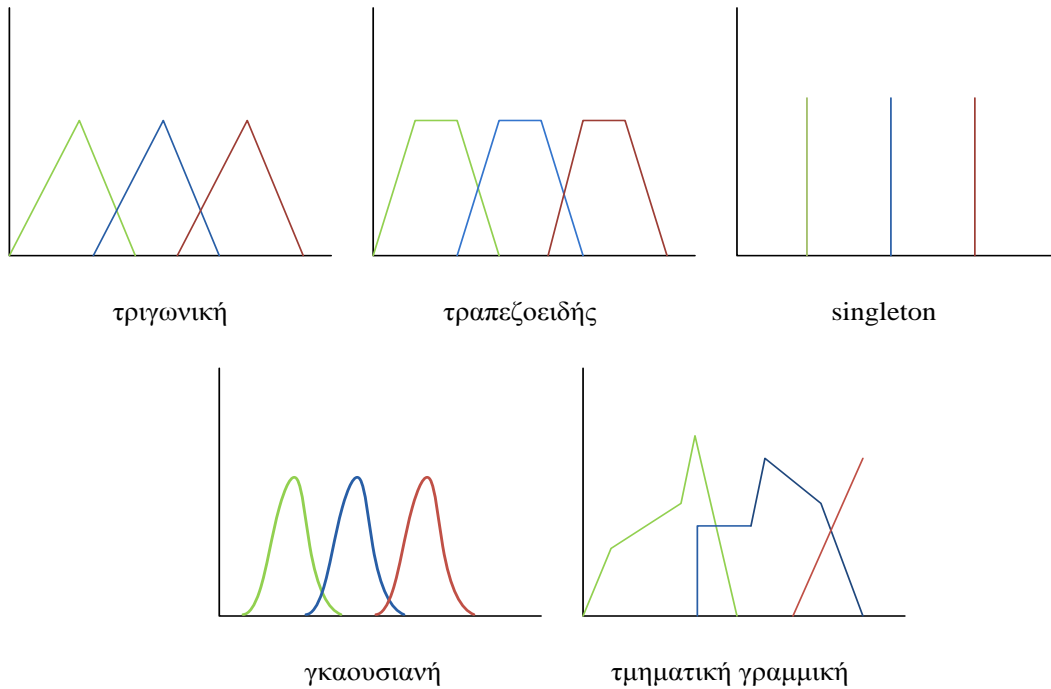 τριγωνική
τραπεζοειδής
singleton
γκαουσιανή
τμηματική γραμμική